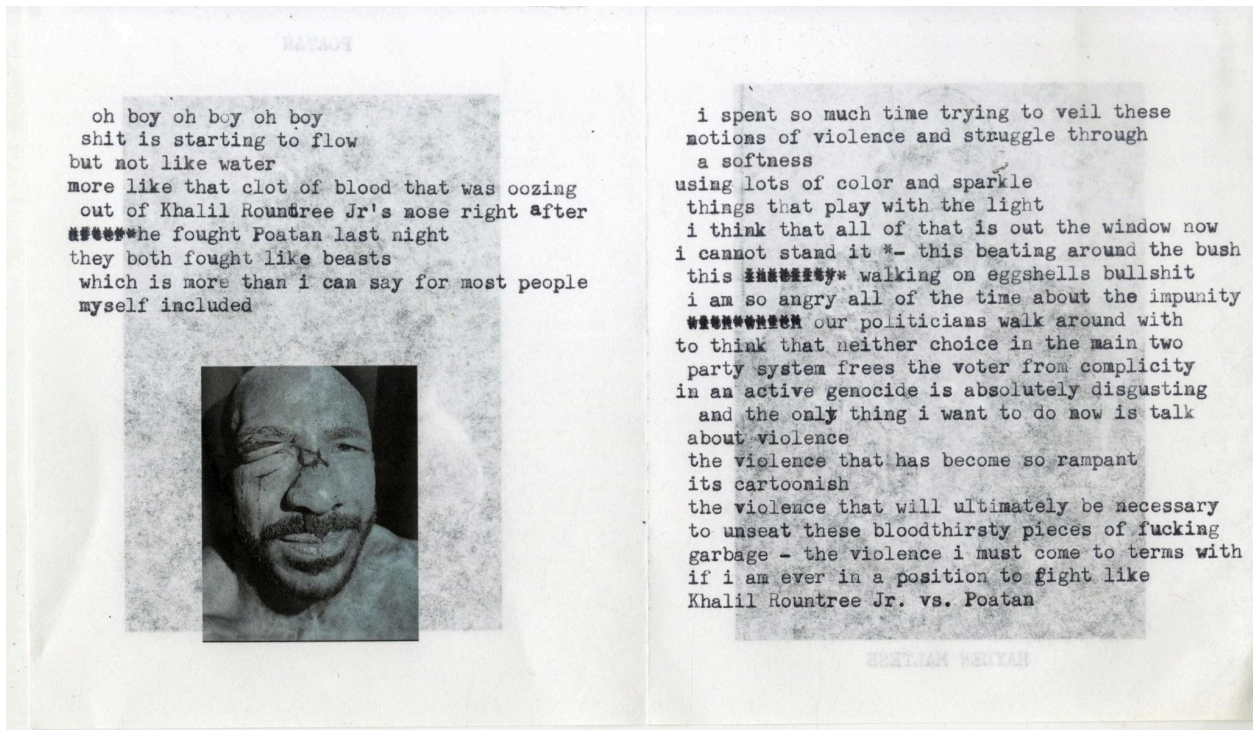 POATAN
oh boy oh boy oh boy
shit is starting to flow
but not like water
more like that clot of blood that was oozing
out of Khalil Rountree Jr's nose right after
he fought Poatan last night
they both fought like beasts
which is more than i can say for most people
myself included
i spent so much time trying to veil these
notions of violence and struggle through
a softness
using lots of color and sparkle
things that play with the light
i think that all of that is out the window now
i cannot stand it *- this beating around the bush
this walking on eggshells bullshit
i am so angry all of the time about the impunity
our politicians walk around with
to think that neither choice in the main two
party system frees the voter from complicity
in an active genocide is absolutely disgusting
and the only thing i want to do now is talk
about violence
the violence that has become so rampant
its cartoonish
the violence that will ultimately be necessary
to unseat these bloodthirsty pieces of fucking
garbage - the violence i must come to terms with
if i am ever in a position to fight like
Khalil Rountree Jr. vs. Poatan
HAYDEN MALTESE